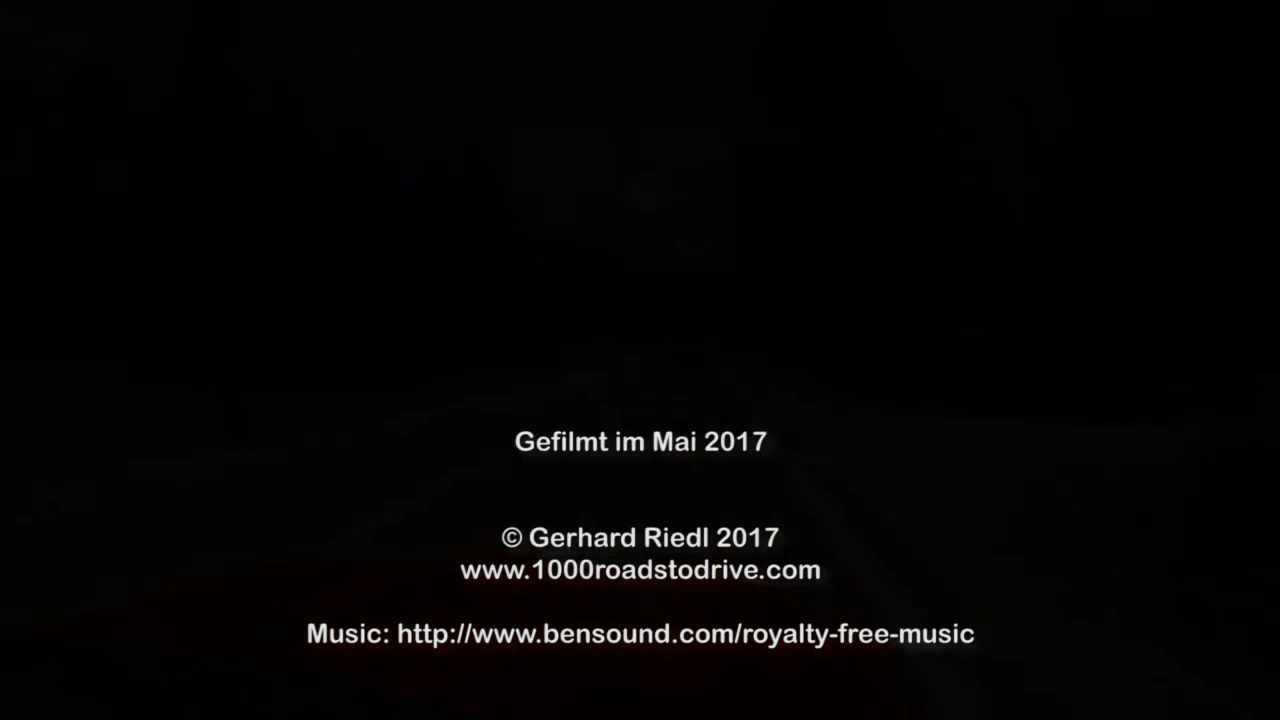 Gefilmt im Mai 2017
© Gerhard Riedl 2017
www.1000roadstodrive.com
Music: http://www.bensound.com/royalty-free-music